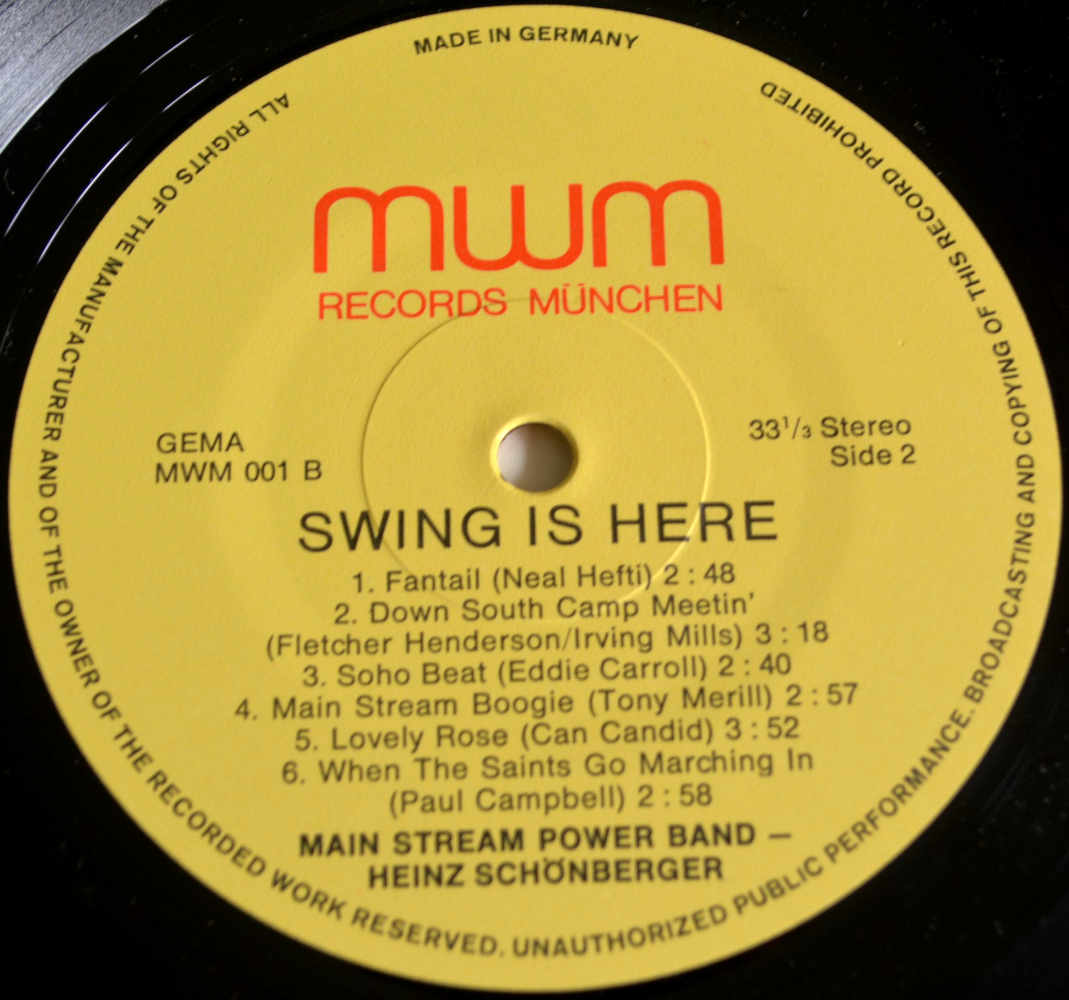 MADE IN GERMANY
ALL RIGHTS OF THE MANUFACTURER AND OF THE OWNER OF THE RECORDED WORK RESERVED. UNAUTHORIZED PUBLIC PERFORMANCE. BROADCASTING AND COPYING OF THIS RECORD PROHIBITED
mwm
RECORDS MÜNCHEN
GEMA
MWM 001 B
33¹/₃ Stereo
Side 2
SWING IS HERE
1. Fantail (Neal Hefti) 2 : 48
2. Down South Camp Meetin'
(Fletcher Henderson/Irving Mills) 3 : 18
3. Soho Beat (Eddie Carroll) 2 : 40
4. Main Stream Boogie (Tony Merill) 2 : 57
5. Lovely Rose (Can Candid) 3 : 52
6. When The Saints Go Marching In
(Paul Campbell) 2 : 58
MAIN STREAM POWER BAND –
HEINZ SCHÖNBERGER